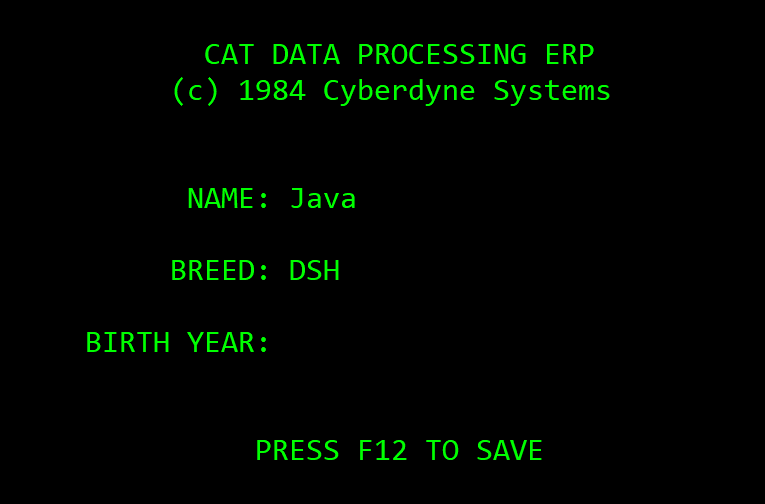 CAT DATA PROCESSING ERP
(c) 1984 Cyberdyne Systems
NAME: Java
BREED: DSH
BIRTH YEAR:
PRESS F12 TO SAVE